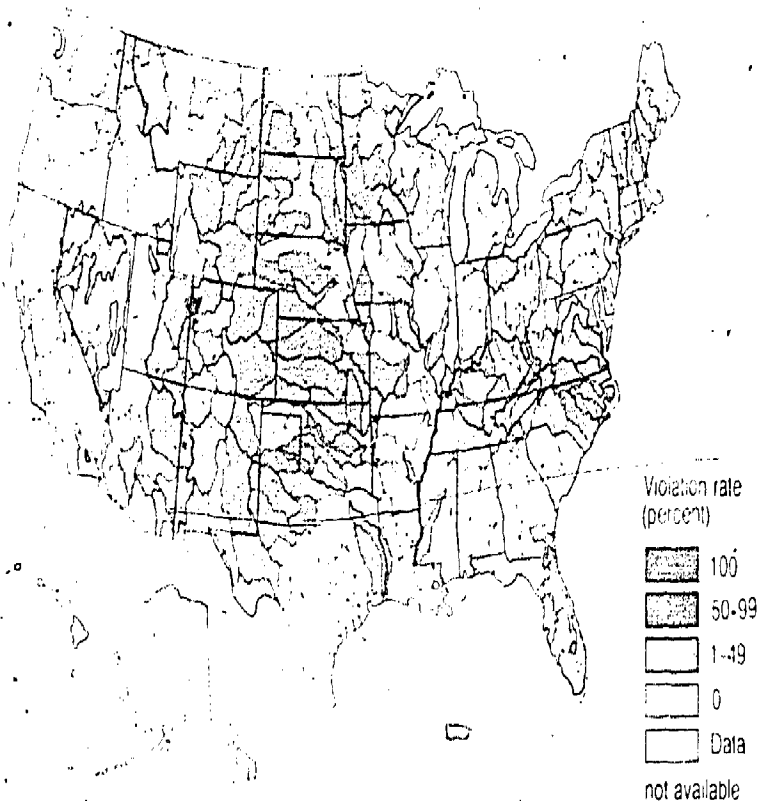 Violation rate
(percent)
100
50-99
1-49
0
Data
not available